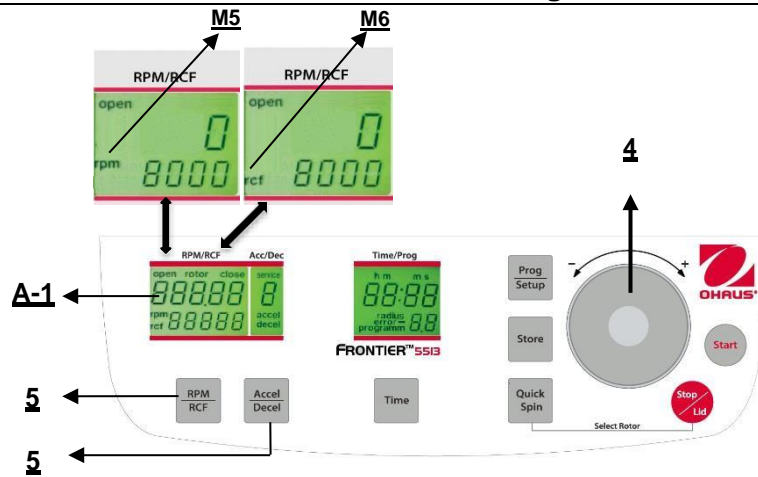 M5
M6
RPM/RCF
open
0
rpm 8000
RPM/RCF
open
0
rcf 8000
4
RPM/RCF Acc/Dec
open rotor close service
888.88 8
rpm
rcf 88888 accel
decel
Time/Prog
h m m s
88:88
radius
error/-
programm 8.8
FRONTIER™ 5513
A-1
Prog
Setup
- +
OHAUS®
Store
Start
5
RPM
RCF
Accel
Decel
Time
Quick
Spin
Stop
Lid
Select Rotor
5